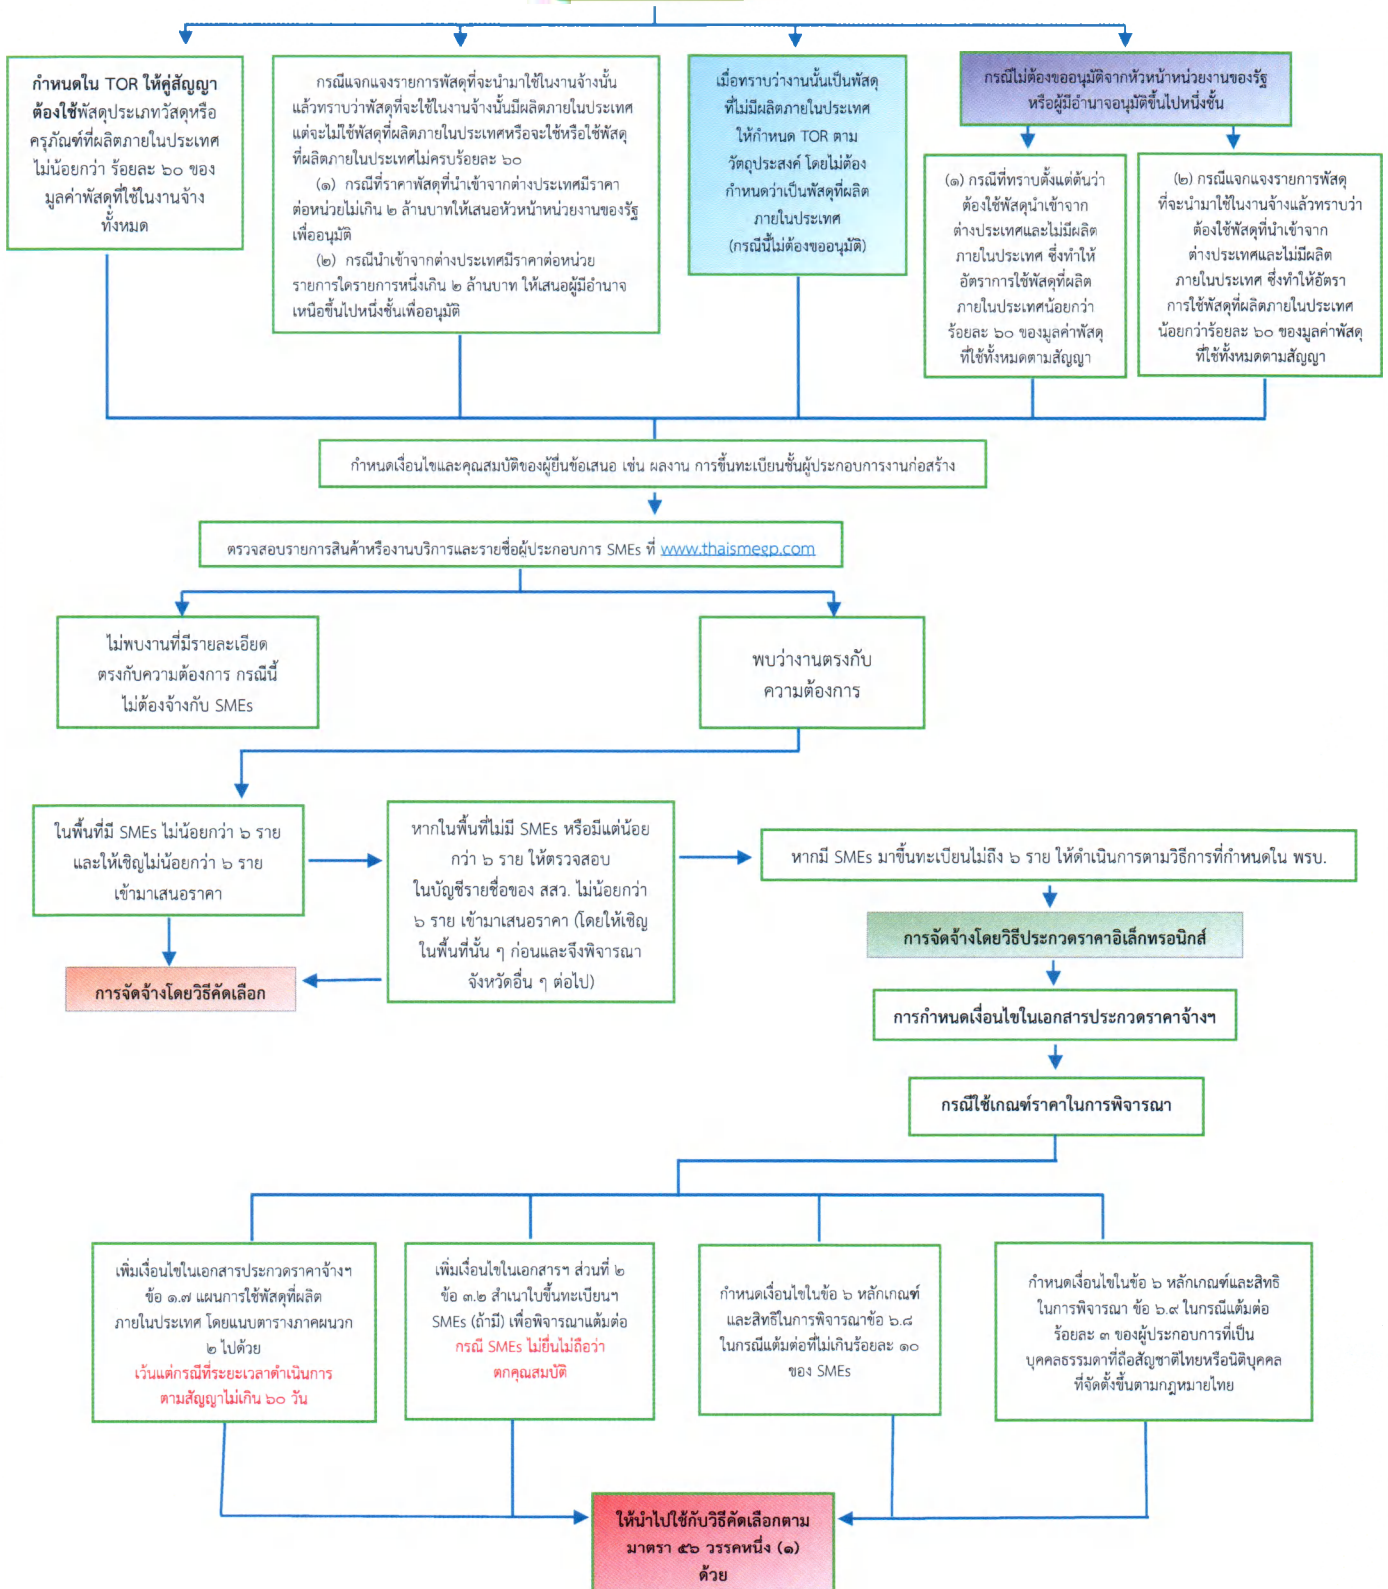 กำหนดใน TOR ให้คู่สัญญา
ต้องใช้พัสดุประเภทวัสดุหรือ
ครุภัณฑ์ที่ผลิตภายในประเทศ
ไม่น้อยกว่า ร้อยละ ๖๐ ของ
มูลค่าพัสดุที่ใช้ในงานจ้าง
ทั้งหมด
กรณีแจกแจงรายการพัสดุที่จะนำมาใช้ในงานจ้างนั้น
แล้วทราบว่าพัสดุที่จะใช้ในงานจ้างนั้นมีผลิตภายในประเทศ
แต่จะไม่ใช้พัสดุที่ผลิตภายในประเทศหรือจะใช้หรือใช้พัสดุ
ที่ผลิตภายในประเทศไม่ครบร้อยละ ๖๐
(๑) กรณีที่ราคาพัสดุที่นำเข้าจากต่างประเทศมีราคา
ต่อหน่วยไม่เกิน ๒ ล้านบาทให้เสนอหัวหน้าหน่วยงานของรัฐ
เพื่ออนุมัติ
(๒) กรณีนำเข้าจากต่างประเทศมีราคาต่อหน่วย
รายการใดรายการหนึ่งเกิน ๒ ล้านบาท ให้เสนอผู้มีอำนาจ
เหนือขึ้นไปหนึ่งชั้นเพื่ออนุมัติ
เมื่อทราบว่างานนั้นเป็นพัสดุ
ที่ไม่มีผลิตภายในประเทศ
ให้กำหนด TOR ตาม
วัตถุประสงค์ โดยไม่ต้อง
กำหนดว่าเป็นพัสดุที่ผลิต
ภายในประเทศ
(กรณีนี้ไม่ต้องขออนุมัติ)
กรณีไม่ต้องขออนุมัติจากหัวหน้าหน่วยงานของรัฐ
หรือผู้มีอำนาจอนุมัติขึ้นไปหนึ่งชั้น
(๑) กรณีที่ทราบตั้งแต่ต้นว่า
ต้องใช้พัสดุนำเข้าจาก
ต่างประเทศและไม่มีผลิต
ภายในประเทศ ซึ่งทำให้
อัตราการใช้พัสดุที่ผลิต
ภายในประเทศน้อยกว่า
ร้อยละ ๖๐ ของมูลค่าพัสดุ
ที่ใช้ทั้งหมดตามสัญญา
(๒) กรณีแจกแจงรายการพัสดุ
ที่จะนำมาใช้ในงานจ้างแล้วทราบว่า
ต้องใช้พัสดุที่นำเข้าจาก
ต่างประเทศและไม่มีผลิต
ภายในประเทศ ซึ่งทำให้อัตรา
การใช้พัสดุที่ผลิตภายในประเทศ
น้อยกว่าร้อยละ ๖๐ ของมูลค่าพัสดุ
ที่ใช้ทั้งหมดตามสัญญา
กำหนดเงื่อนไขและคุณสมบัติของผู้ยื่นข้อเสนอ เช่น ผลงาน การขึ้นทะเบียนชั้นผู้ประกอบการงานก่อสร้าง
ตรวจสอบรายการสินค้าหรืองานบริการและรายชื่อผู้ประกอบการ SMEs ที่ www.thaismegp.com
ไม่พบงานที่มีรายละเอียด
ตรงกับความต้องการ กรณีนี้
ไม่ต้องจ้างกับ SMEs
พบว่างานตรงกับ
ความต้องการ
ในพื้นที่มี SMEs ไม่น้อยกว่า ๖ ราย
และให้เชิญไม่น้อยกว่า ๖ ราย
เข้ามาเสนอราคา
หากในพื้นที่ไม่มี SMEs หรือมีแต่น้อย
กว่า ๖ ราย ให้ตรวจสอบ
ในบัญชีรายชื่อของ สสว. ไม่น้อยกว่า
๖ ราย เข้ามาเสนอราคา (โดยให้เชิญ
ในพื้นที่นั้น ๆ ก่อนและจึงพิจารณา
จังหวัดอื่น ๆ ต่อไป)
หากมี SMEs มาขึ้นทะเบียนไม่ถึง ๖ ราย ให้ดำเนินการตามวิธีการที่กำหนดใน พรบ.
การจัดจ้างโดยวิธีคัดเลือก
การจัดจ้างโดยวิธีประกวดราคาอิเล็กทรอนิกส์
การกำหนดเงื่อนไขในเอกสารประกวดราคาจ้างฯ
กรณีใช้เกณฑ์ราคาในการพิจารณา
เพิ่มเงื่อนไขในเอกสารประกวดราคาจ้างฯ
ข้อ ๑.๗ แผนการใช้พัสดุที่ผลิต
ภายในประเทศ โดยแนบตารางภาคผนวก
๒ ไปด้วย
เว้นแต่กรณีที่ระยะเวลาดำเนินการ
ตามสัญญาไม่เกิน ๖๐ วัน
เพิ่มเงื่อนไขในเอกสารฯ ส่วนที่ ๒
ข้อ ๓.๒ สำเนาใบขึ้นทะเบียนฯ
SMEs (ถ้ามี) เพื่อพิจารณาแต้มต่อ
กรณี SMEs ไม่ยื่นไม่ถือว่า
ตกคุณสมบัติ
กำหนดเงื่อนไขในข้อ ๖ หลักเกณฑ์
และสิทธิในการพิจารณาข้อ ๖.๘
ในกรณีแต้มต่อที่ไม่เกินร้อยละ ๑๐
ของ SMEs
กำหนดเงื่อนไขในข้อ ๖ หลักเกณฑ์และสิทธิ
ในการพิจารณา ข้อ ๖.๙ ในกรณีแต้มต่อ
ร้อยละ ๓ ของผู้ประกอบการที่เป็น
บุคคลธรรมดาที่ถือสัญชาติไทยหรือนิติบุคคล
ที่จัดตั้งขึ้นตามกฎหมายไทย
ให้นำไปใช้กับวิธีคัดเลือกตาม
มาตรา ๕๖ วรรคหนึ่ง (๑)
ด้วย